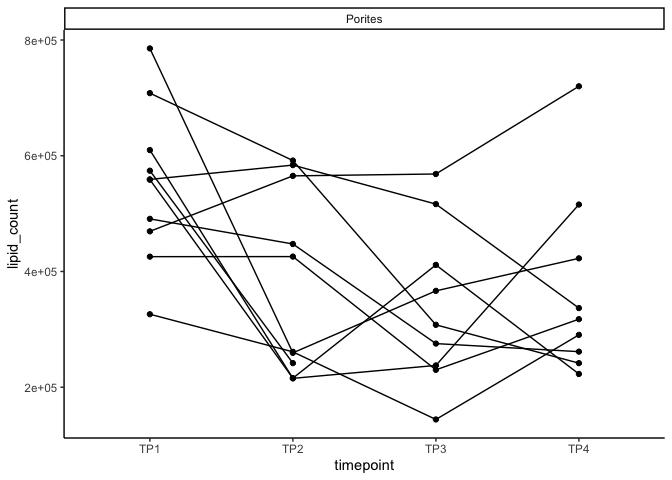 Porites
8e+05
6e+05
4e+05
2e+05
lipid_count
TP1 TP2 TP3 TP4
timepoint